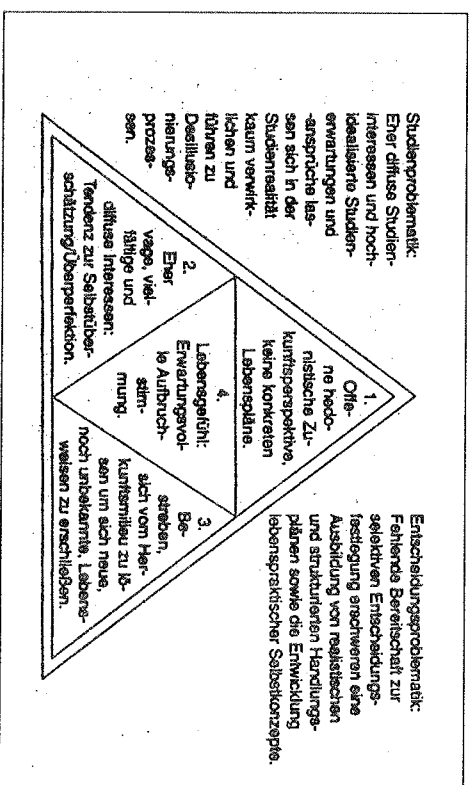 Studienproblematik:
Eher diffuse Studien-
interessen und hoch-
idealisierte Studien-
erwartungen und
-ansprüche las-
sen sich in der
Studienrealität
kaum verwirk-
lichen und
führen zu
Desillusio-
nierungs-
prozes-
sen.
Entscheidungsproblematik:
Fehlende Bereitschaft zur
selektiven Entscheidungs-
festlegung erschweren eine
Ausbildung von realistischen
und strukturierten Handlungs-
plänen sowie die Entwicklung
lebenspraktischer Selbstkonzepte.
1.
Offe-
ne hedo-
nistische Zu-
kunftsperspektive,
keine konkreten
Lebenspläne.
2.
Eher
vage, viel-
fältige und
diffuse Interessen:
Tendenz zur Selbstüber-
schätzung/Überperfektion.
4.
Lebensgefühl:
Erwartungsvol-
le Aufbruch-
stim-
mung.
3.
Be-
streben,
sich vom Her-
kunftsmilieu zu lö-
sen um sich neue,
noch unbekannte, Lebens-
weisen zu erschließen.